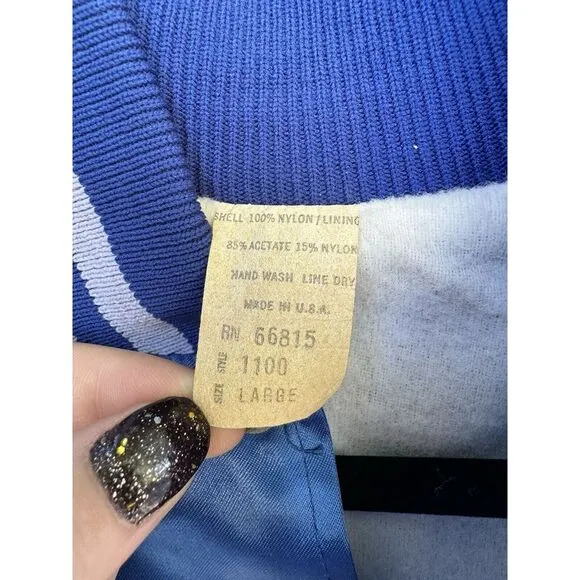 SHELL 100% NYLON / LINING
85% ACETATE 15% NYLON
HAND WASH LINE DRY
MADE IN U.S.A.
RN 66815
STYLE 1100
SIZE LARGE